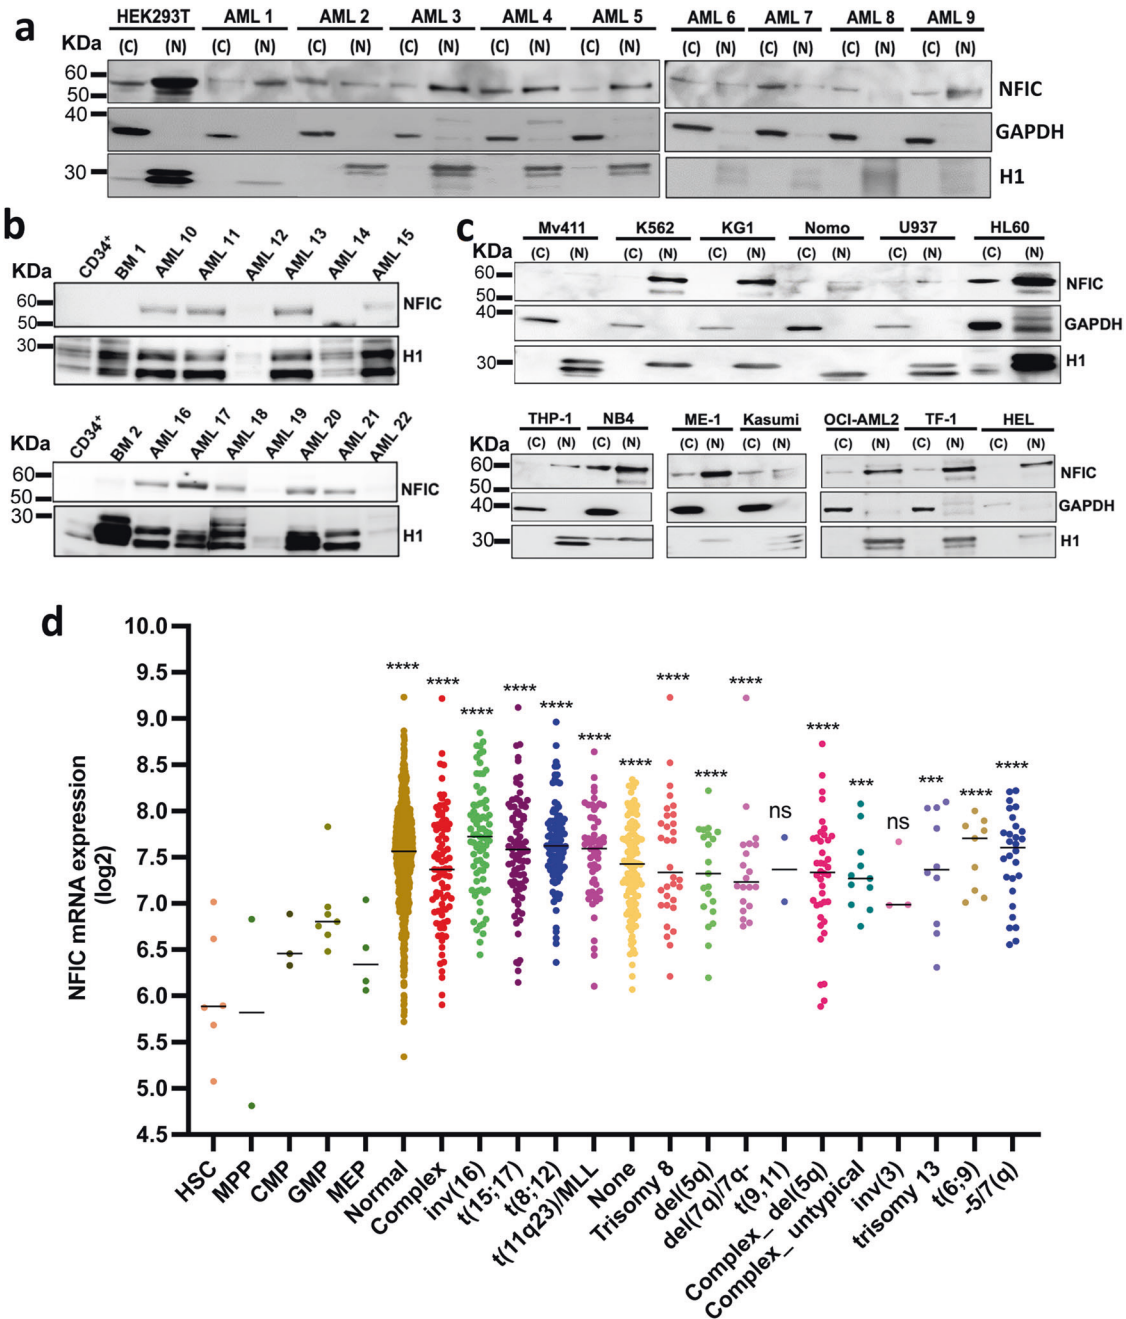 a
HEK293T AML 1 AML 2 AML 3 AML 4 AML 5 AML 6 AML 7 AML 8 AML 9
KDa (C) (N) (C) (N) (C) (N) (C) (N) (C) (N) (C) (N) (C) (N) (C) (N) (C) (N) (C) (N)
60
50
NFIC
40
GAPDH
30
H1
b
CD34+ BM 1 AML 10 AML 11 AML 12 AML 13 AML 14 AML 15
KDa
60
50
NFIC
30
H1
CD34+ BM 2 AML 16 AML 17 AML 18 AML 19 AML 20 AML 21 AML 22
KDa
60
50
NFIC
30
H1
c
Mv411 K562 KG1 Nomo U937 HL60
KDa (C) (N) (C) (N) (C) (N) (C) (N) (C) (N) (C) (N)
60
50
NFIC
40
GAPDH
30
H1
THP-1 NB4 ME-1 Kasumi OCI-AML2 TF-1 HEL
KDa (C) (N) (C) (N) (C) (N) (C) (N) (C) (N) (C) (N) (C) (N)
60
50
NFIC
40
GAPDH
30
H1
d
NFIC mRNA expression
(log2)
10.0
9.5
9.0
8.5
8.0
7.5
7.0
6.5
6.0
5.5
5.0
4.5
**** **** **** **** **** **** **** **** **** **** ns **** *** ns *** **** ****
HSC
MPP
CMP
GMP
MEP
Normal
Complex
inv(16)
t(15;17)
t(8;12)
t(11q23)/MLL
None
Trisomy 8
del(5q)
del(7q)/7q-
t(9,11)
Complex_ del(5q)
Complex_ untypical
inv(3)
trisomy 13
t(6;9)
-5/7(q)